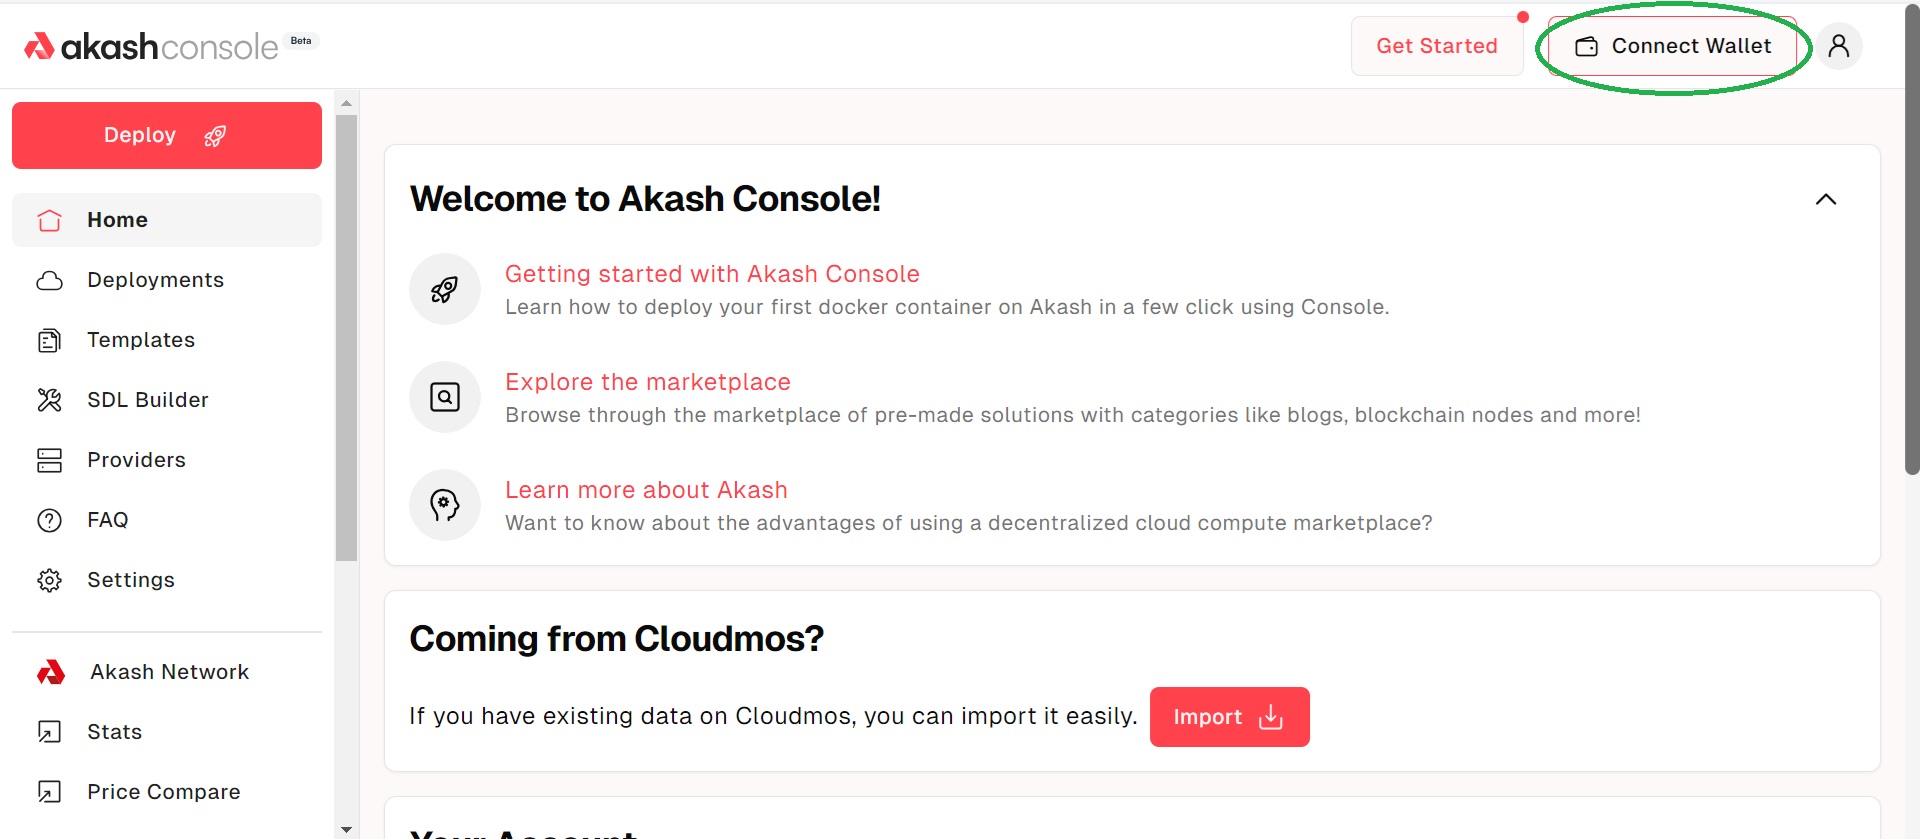 akashconsole Beta
Get Started
Connect Wallet
Deploy
Home
Deployments
Templates
SDL Builder
Providers
FAQ
Settings
Akash Network
Stats
Price Compare
Welcome to Akash Console!
Getting started with Akash Console
Learn how to deploy your first docker container on Akash in a few click using Console.
Explore the marketplace
Browse through the marketplace of pre-made solutions with categories like blogs, blockchain nodes and more!
Learn more about Akash
Want to know about the advantages of using a decentralized cloud compute marketplace?
Coming from Cloudmos?
If you have existing data on Cloudmos, you can import it easily.
Import
Your Account